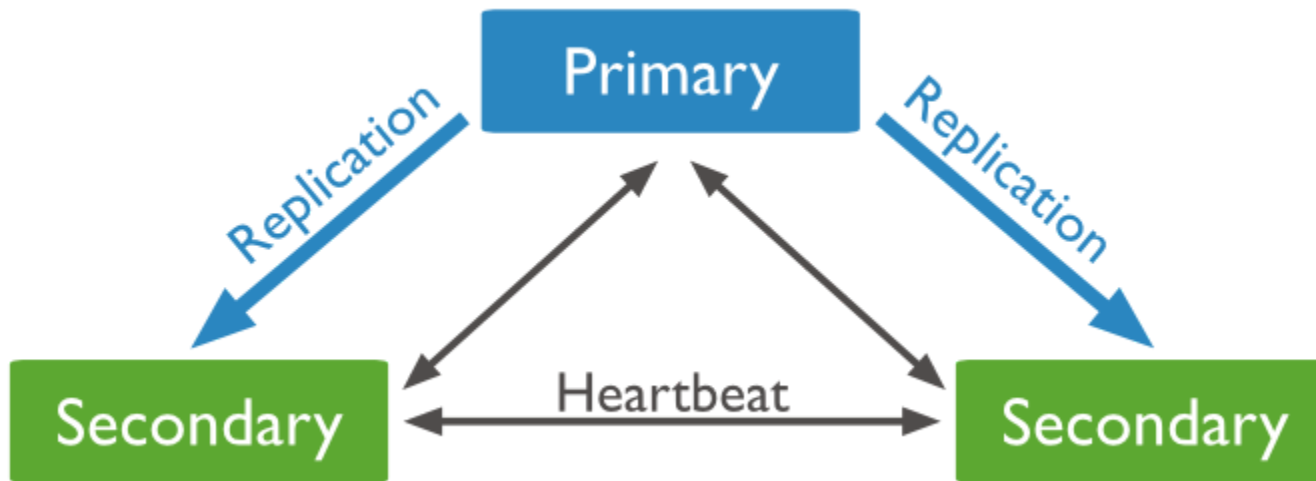 Primary
Replication
Replication
Heartbeat
Secondary
Secondary